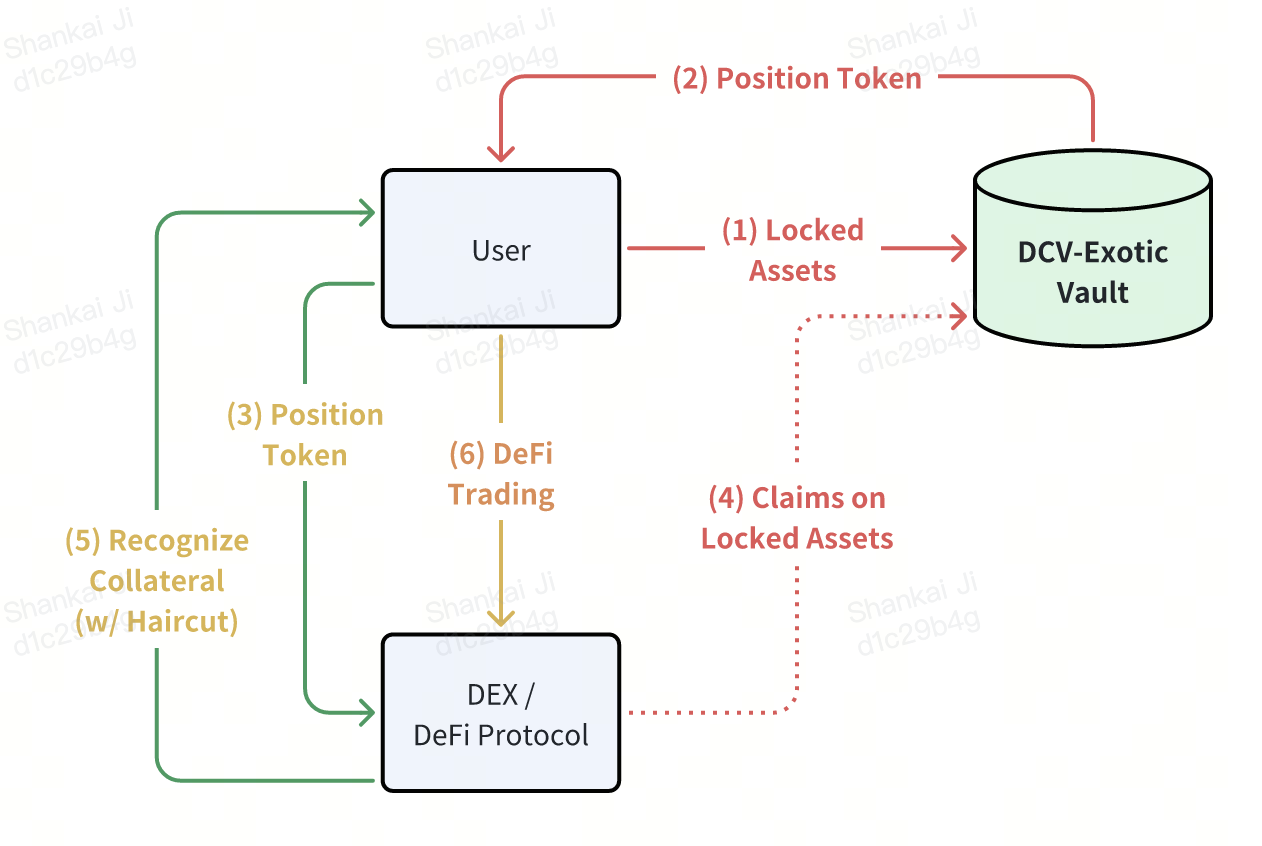 Shankai Ji
d1c29b4g
Shankai Ji
d1c29b4g
Shankai Ji
d1c29b4g
(2) Position Token
User
(1) Locked
Assets
DCV-Exotic
Vault
Shankai Ji
d1c29b4g
Shankai Ji
d1c29b4g
Shankai Ji
d1c29b4g
(3) Position
Token
(6) DeFi
Trading
(4) Claims on
Locked Assets
(5) Recognize
Collateral
(w/ Haircut)
Shankai Ji
d1c29b4g
Shankai Ji
d1c29b4g
Shankai Ji
d1c29b4g
DEX /
DeFi Protocol